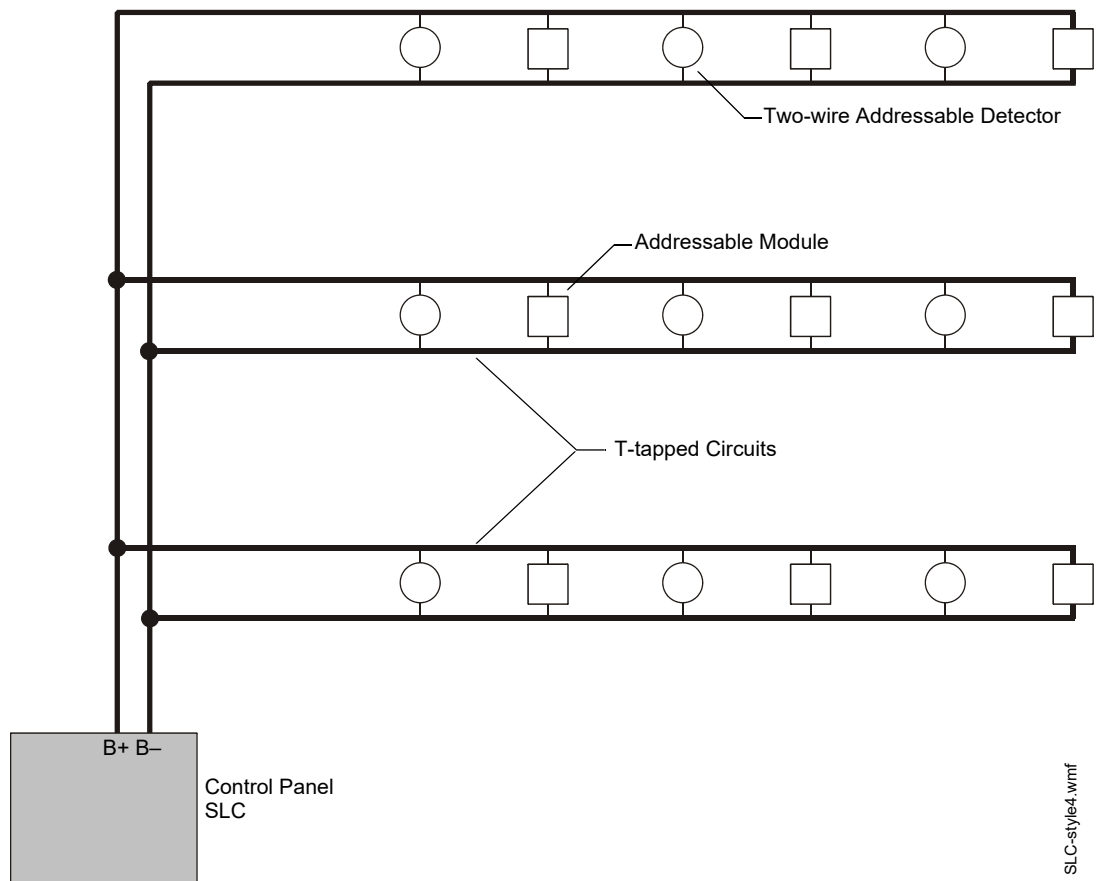 Two-wire Addressable Detector
Addressable Module
T-tapped Circuits
B+ B–
Control Panel
SLC
SLC-style4.wmf